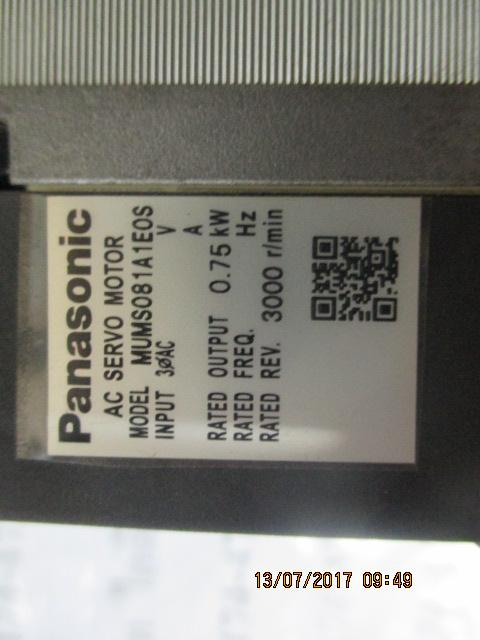 Panasonic
AC SERVO MOTOR
MODEL MUMS081A1E0S
INPUT 3øAC V
A
RATED OUTPUT 0.75 kW
RATED FREQ. Hz
RATED REV. 3000 r/min
13/07/2017 09:49